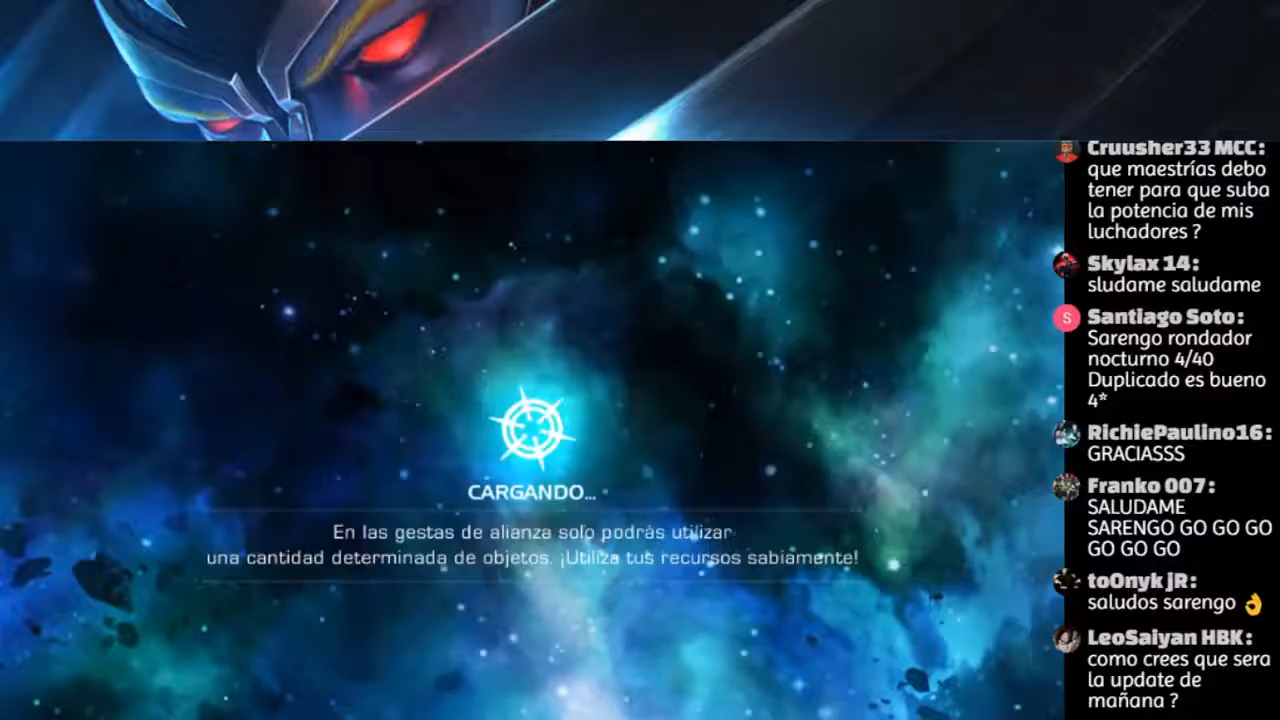 CARGANDO...
En las gestas de alianza solo podrás utilizar
una cantidad determinada de objetos. ¡Utiliza tus recursos sabiamente!
Cruusher33 MCC:
que maestrías debo
tener para que suba
la potencia de mis
luchadores ?
Skylax 14:
sludame saludame
S
Santiago Soto:
Sarengo rondador
nocturno 4/40
Duplicado es bueno
4*
RichiePaulino16:
GRACIASSS
Franko 007:
SALUDAME
SARENGO GO GO GO
GO GO GO
toOnyk jR:
saludos sarengo 👌
LeoSaiyan HBK:
como crees que sera
la update de
mañana ?